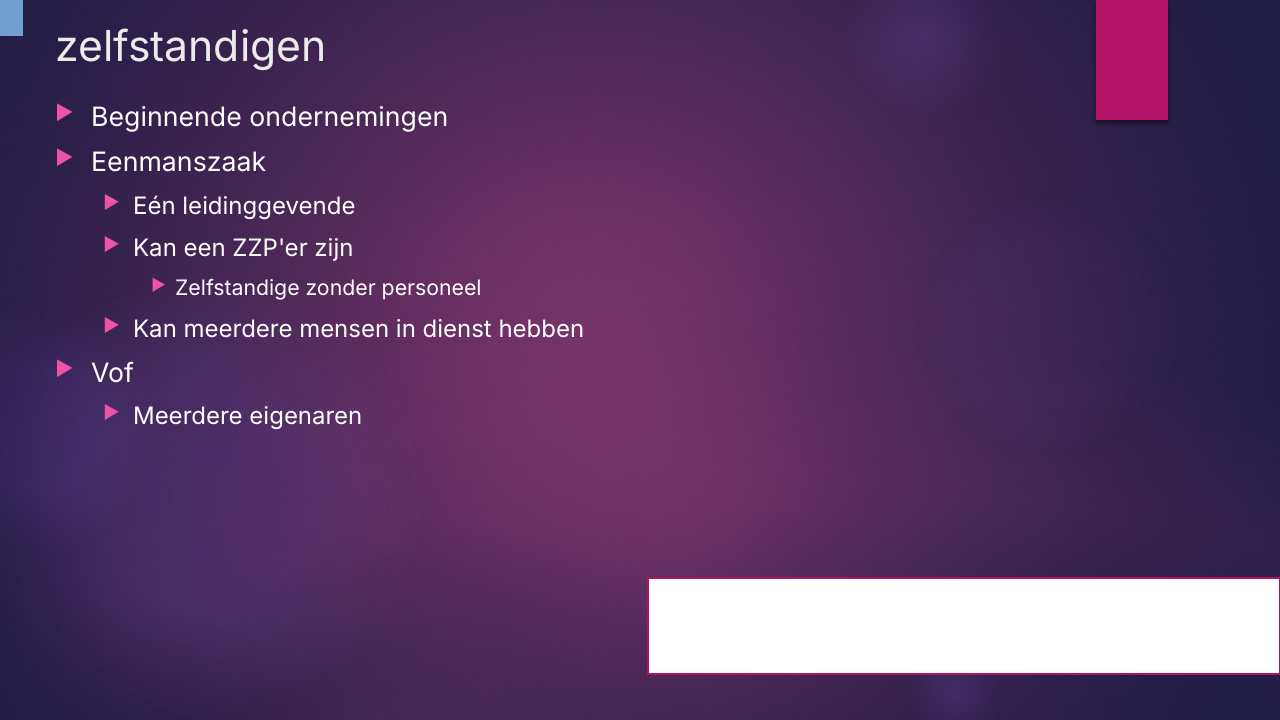 zelfstandigen
Beginnende ondernemingen
Eenmanszaak
Eén leidinggevende
Kan een ZZP'er zijn
Zelfstandige zonder personeel
Kan meerdere mensen in dienst hebben
Vof
Meerdere eigenaren